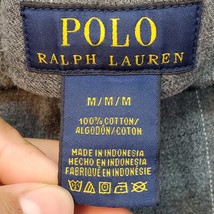 POLO
RALPH LAUREN
M/M/M
100% COTTON/
ALGODÓN/COTON
MADE IN INDONESIA
HECHO EN INDONESIA
FABRIQUÉ EN INDONÉSIE